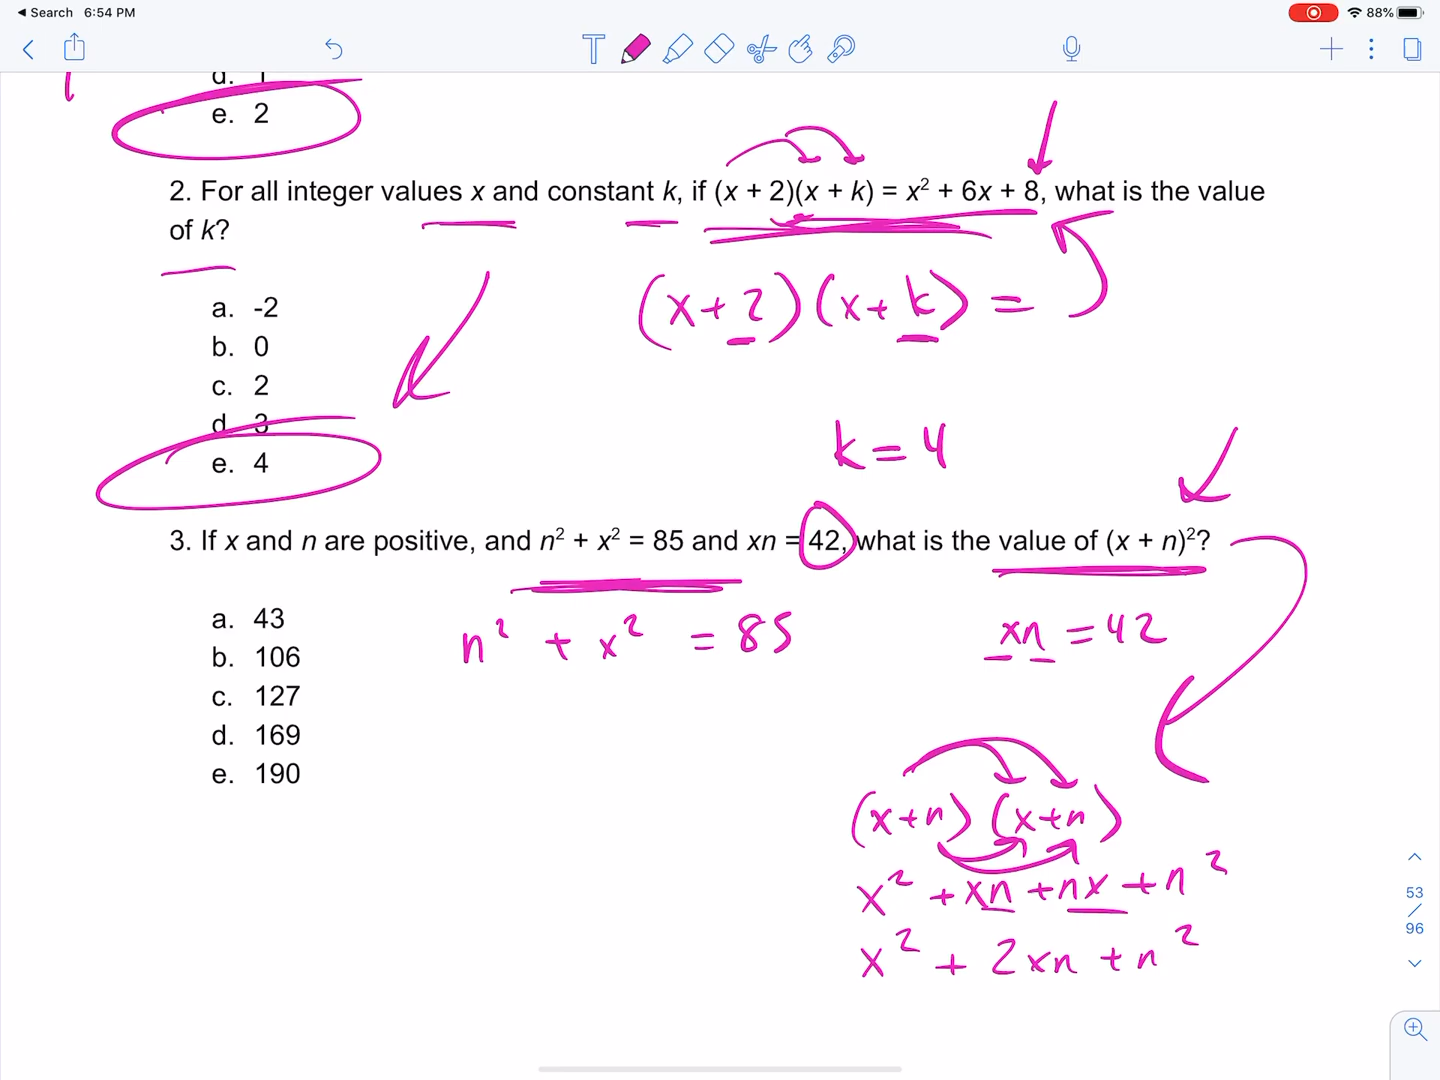 ◀ Search 6:54 PM 88%
T
d. 1
e. 2
2. For all integer values x and constant k, if (x + 2)(x + k) = x² + 6x + 8, what is the value
of k?
(x + 2)(x + k) =
a. -2
b. 0
c. 2
d. 3
e. 4
k = 4
3. If x and n are positive, and n² + x² = 85 and xn = 42, what is the value of (x + n)²?
a. 43
b. 106
c. 127
d. 169
e. 190
n² + x² = 85
xn = 42
(x+n)(x+n)
x² + xn + nx + n²
x² + 2xn + n²
53
/
96